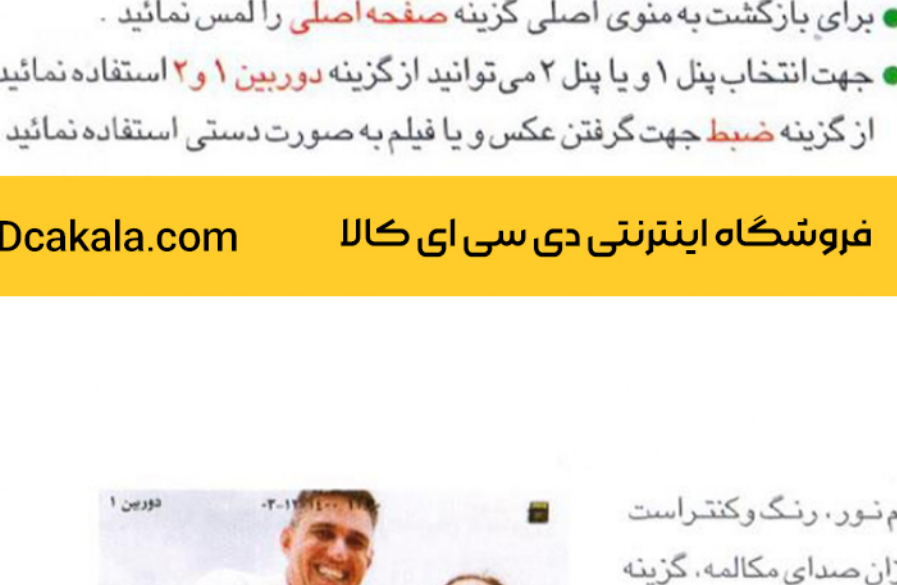 برای بازگشت به منوی اصلی گزینه صفحه اصلی را لمس نمائید .
جهت انتخاب پنل ۱ و یا پنل ۲ می‌توانید از گزینه دوربین ۱ و ۲ استفاده نمائید
از گزینه ضبط جهت گرفتن عکس و یا فیلم به صورت دستی استفاده نمائید
فروشگاه اینترنتی دی سی ای کالا
Dcakala.com
دوربین ۱
نور، رنگ و کنتراست
صدای مکالمه، گزینه